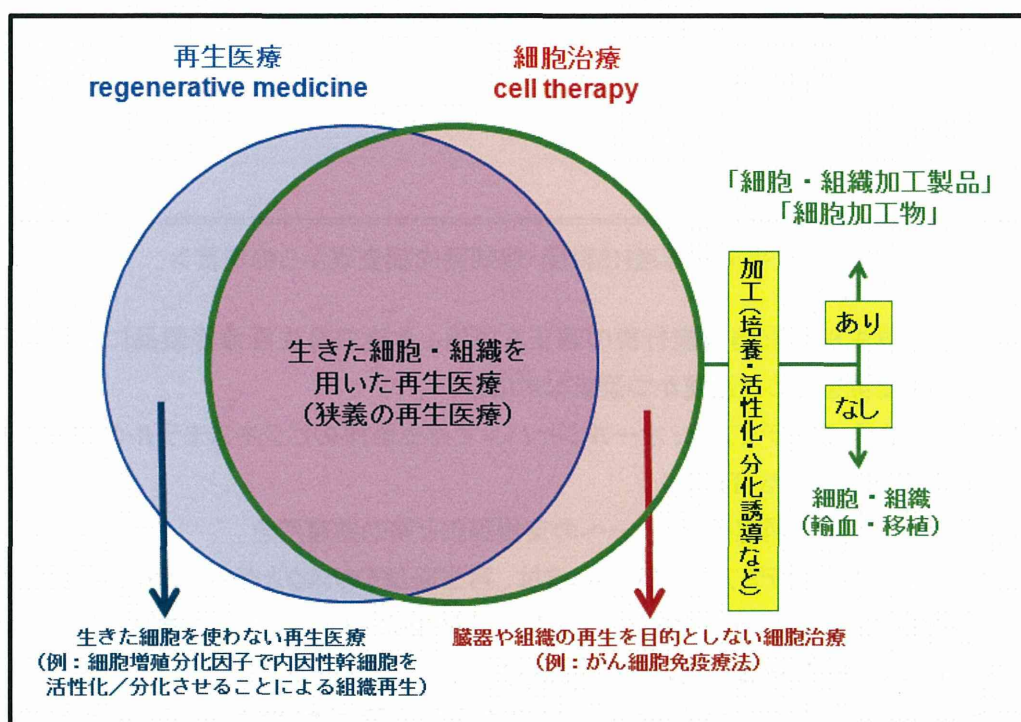 再生医療
regenerative medicine
細胞治療
cell therapy
「細胞・組織加工製品」
「細胞加工物」
加工(培養・活性化・分化誘導など)
あり
なし
細胞・組織
(輸血・移植)
生きた細胞・組織を
用いた再生医療
(狭義の再生医療)
生きた細胞を使わない再生医療
(例:細胞増殖分化因子で内因性幹細胞を
活性化/分化させることによる組織再生)
臓器や組織の再生を目的としない細胞治療
(例:がん細胞免疫療法)